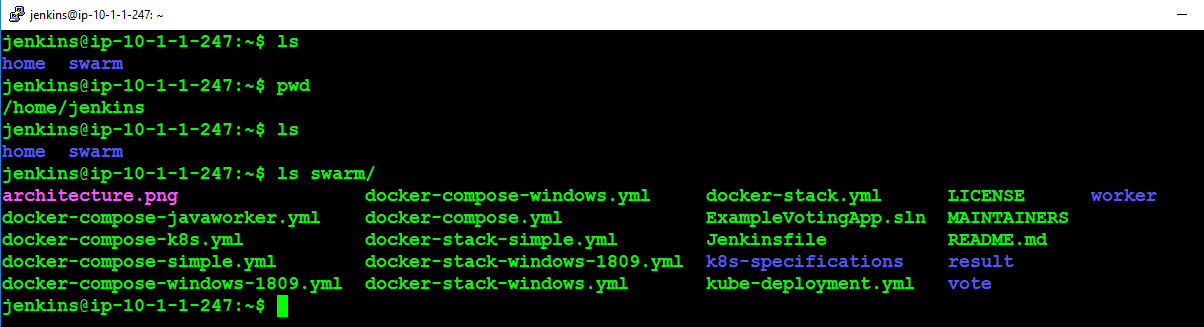 jenkins@ip-10-1-1-247: ~
jenkins@ip-10-1-1-247:~$ ls
home  swarm
jenkins@ip-10-1-1-247:~$ pwd
/home/jenkins
jenkins@ip-10-1-1-247:~$ ls
home  swarm
jenkins@ip-10-1-1-247:~$ ls swarm/
architecture.png                 docker-compose-windows.yml     docker-stack.yml      LICENSE      worker
docker-compose-javaworker.yml    docker-compose.yml             ExampleVotingApp.sln  MAINTAINERS
docker-compose-k8s.yml           docker-stack-simple.yml        Jenkinsfile           README.md
docker-compose-simple.yml        docker-stack-windows-1809.yml  k8s-specifications    result
docker-compose-windows-1809.yml  docker-stack-windows.yml       kube-deployment.yml   vote
jenkins@ip-10-1-1-247:~$